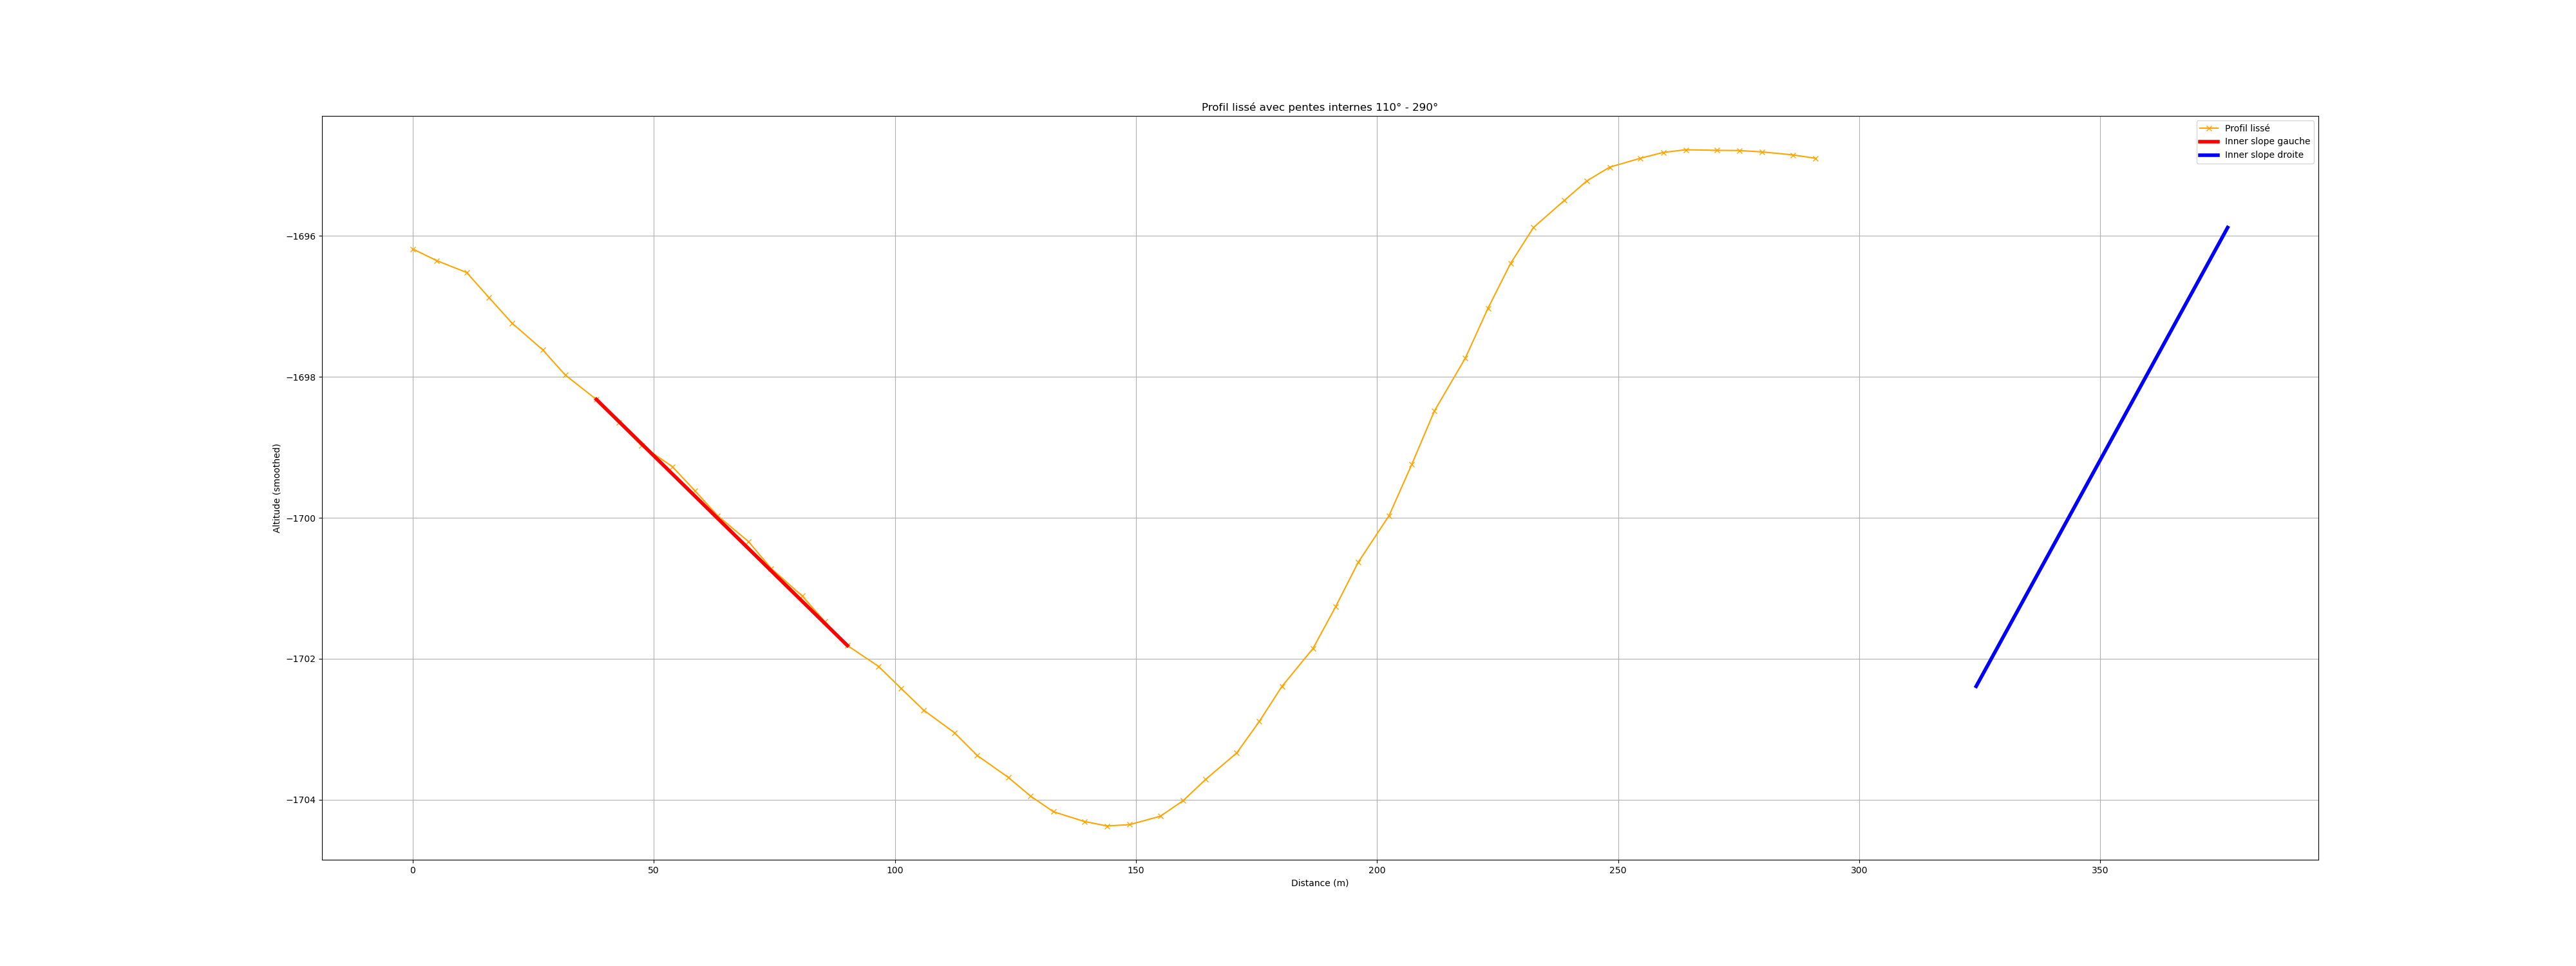 Profil lissé avec pentes internes 110° - 290°
Profil lissé
Inner slope gauche
Inner slope droite
Altitude (smoothed)
−1696
−1698
−1700
−1702
−1704
0 50 100 150 200 250 300 350
Distance (m)